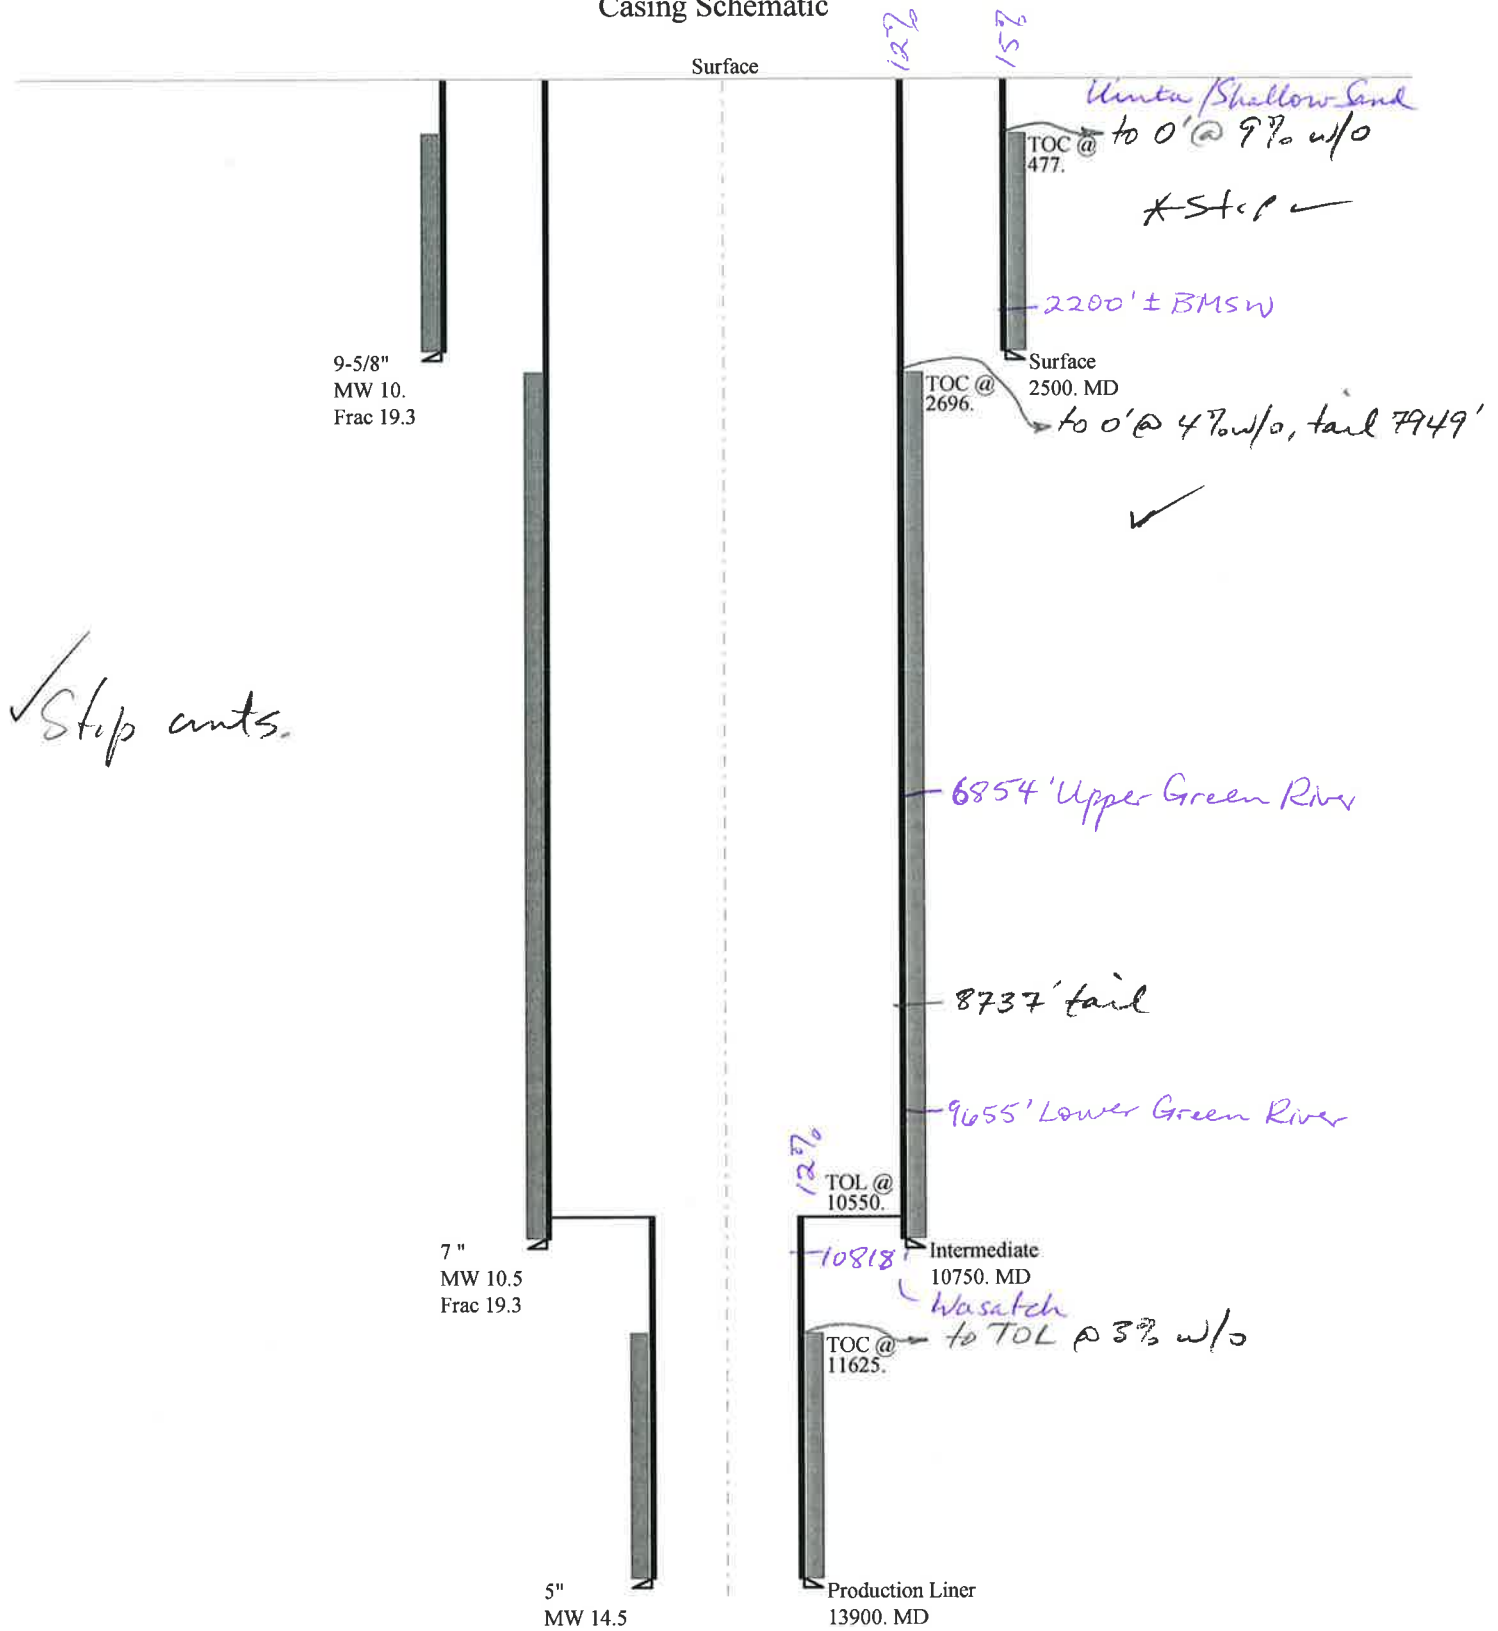 Casing Schematic
12%
15%
Surface
Uinta/Shallow Sand
TOC @
477.
to 0' @ 9% w/o
*Stip
2200' ± BMSW
9-5/8"
MW 10.
Frac 19.3
Surface
2500. MD
TOC @
2696.
to 0' @ 4% w/o, tail 7949'
✓
✓Stip cmts.
6854' Upper Green River
8737' tail
9655' Lower Green River
12%
TOL @
10550.
7 "
MW 10.5
Frac 19.3
10818'
Intermediate
10750. MD
Wasatch
TOC @
11625.
to TOL @ 3% w/o
5"
MW 14.5
Production Liner
13900. MD